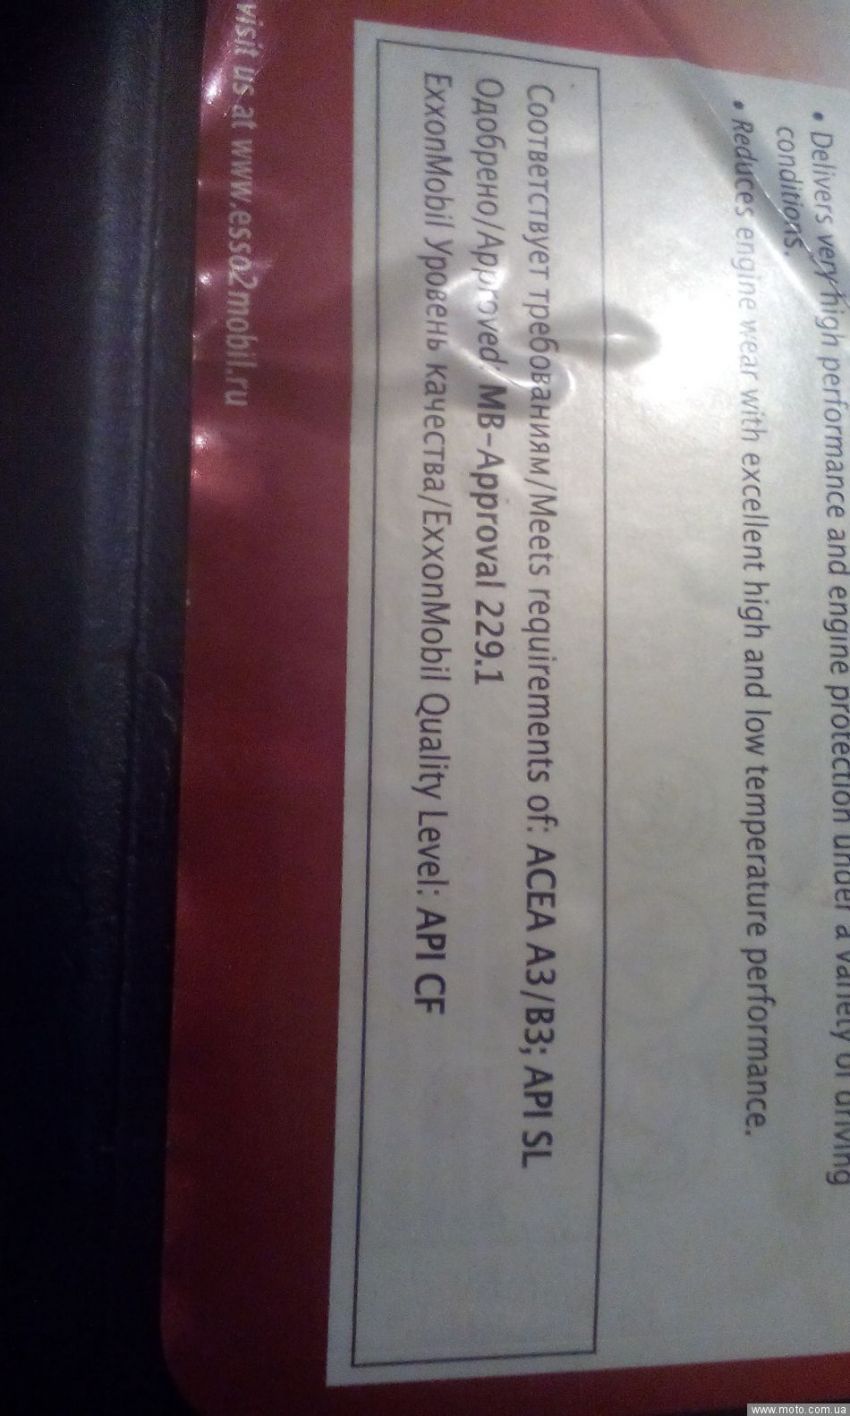 • Delivers very high performance and engine protection under a variety of driving
conditions.
• Reduces engine wear with excellent high and low temperature performance.
Соответствует требованиям/Meets requirements of: ACEA A3/B3; API SL
Одобрено/Approved: MB-Approval 229.1
ExxonMobil Уровень качества/ExxonMobil Quality Level: API CF
visit us at www.esso2mobil.ru
www.moto.com.ua